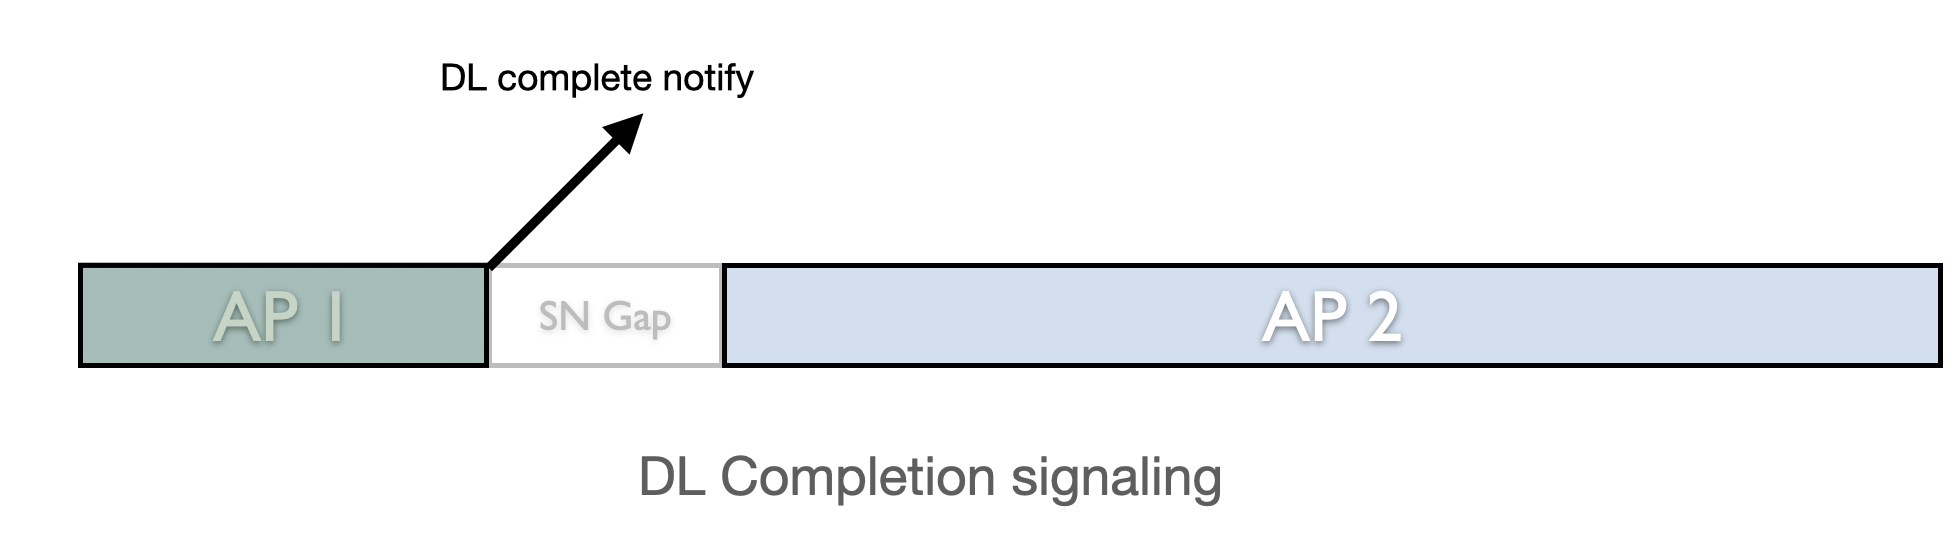 DL complete notify
AP 1
SN Gap
AP 2
DL Completion signaling